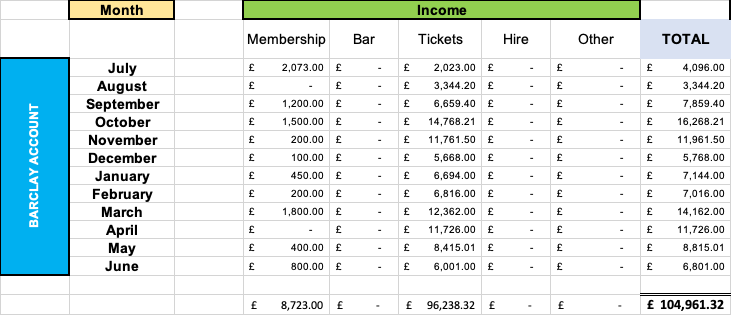 Month Income
Membership Bar Tickets Hire Other TOTAL
BARCLAY ACCOUNT
July £ 2,073.00 £ - £ 2,023.00 £ - £ - £ 4,096.00
August £ - £ - £ 3,344.20 £ - £ - £ 3,344.20
September £ 1,200.00 £ - £ 6,659.40 £ - £ - £ 7,859.40
October £ 1,500.00 £ - £ 14,768.21 £ - £ - £ 16,268.21
November £ 200.00 £ - £ 11,761.50 £ - £ - £ 11,961.50
December £ 100.00 £ - £ 5,668.00 £ - £ - £ 5,768.00
January £ 450.00 £ - £ 6,694.00 £ - £ - £ 7,144.00
February £ 200.00 £ - £ 6,816.00 £ - £ - £ 7,016.00
March £ 1,800.00 £ - £ 12,362.00 £ - £ - £ 14,162.00
April £ - £ - £ 11,726.00 £ - £ - £ 11,726.00
May £ 400.00 £ - £ 8,415.01 £ - £ - £ 8,815.01
June £ 800.00 £ - £ 6,001.00 £ - £ - £ 6,801.00
£ 8,723.00 £ - £ 96,238.32 £ - £ - £ 104,961.32